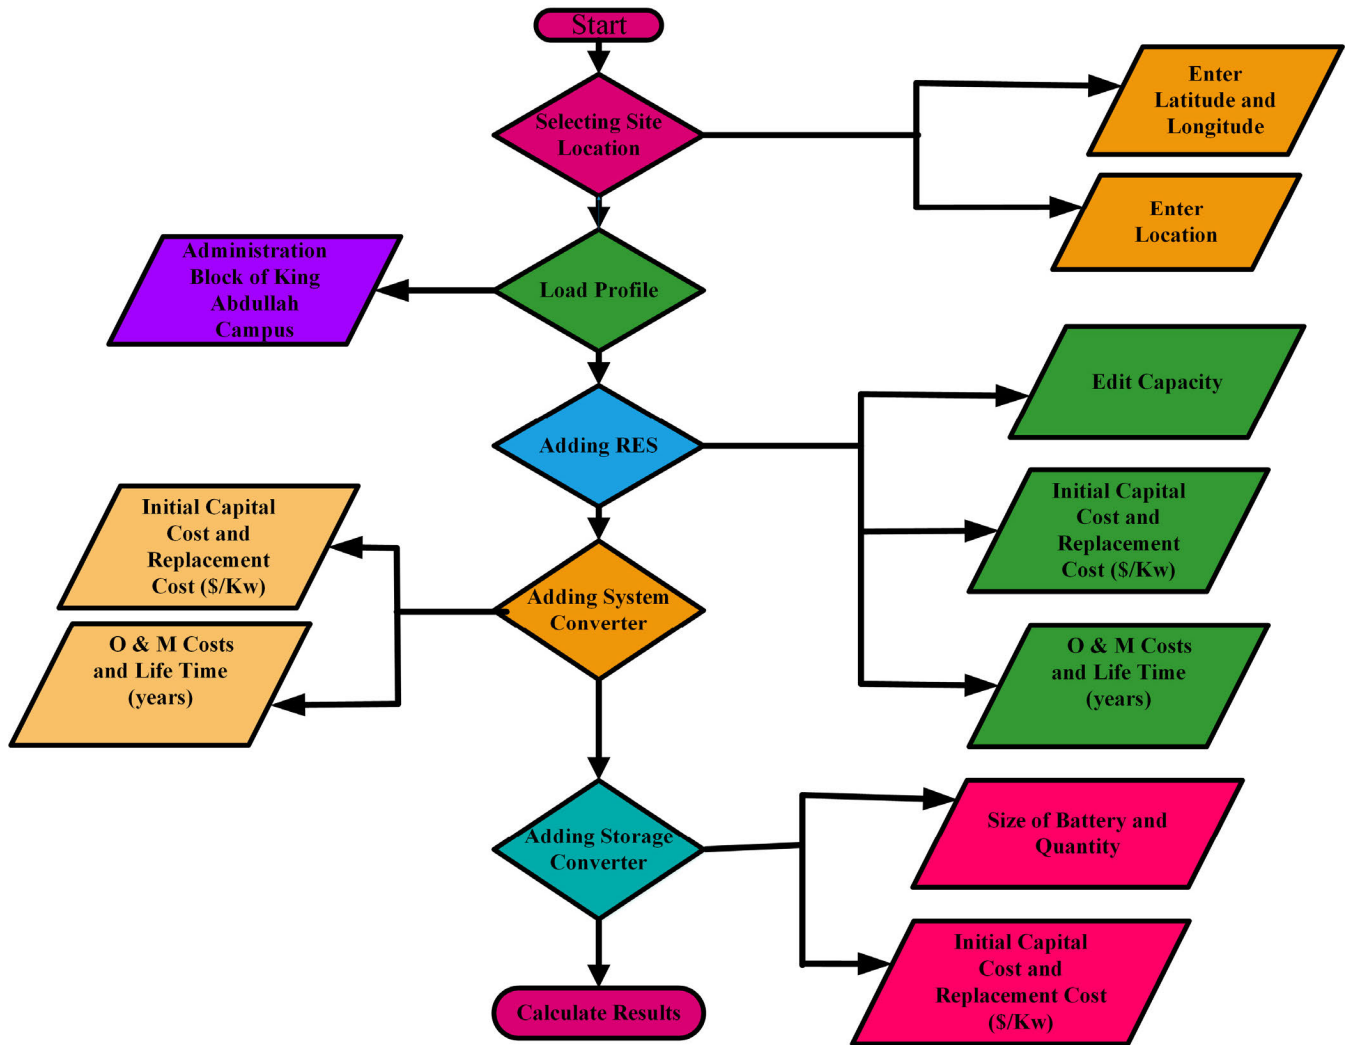 Start
Selecting Site
Location
Enter
Latitude and
Longitude
Enter
Location
Administration
Block of King
Abdullah
Campus
Load Profile
Adding RES
Edit Capacity
Initial Capital
Cost and
Replacement
Cost ($/Kw)
O & M Costs
and Life Time
(years)
Adding System
Converter
Initial Capital
Cost and
Replacement
Cost ($/Kw)
O & M Costs
and Life Time
(years)
Adding Storage
Converter
Size of Battery and
Quantity
Initial Capital
Cost and
Replacement Cost
($/Kw)
Calculate Results